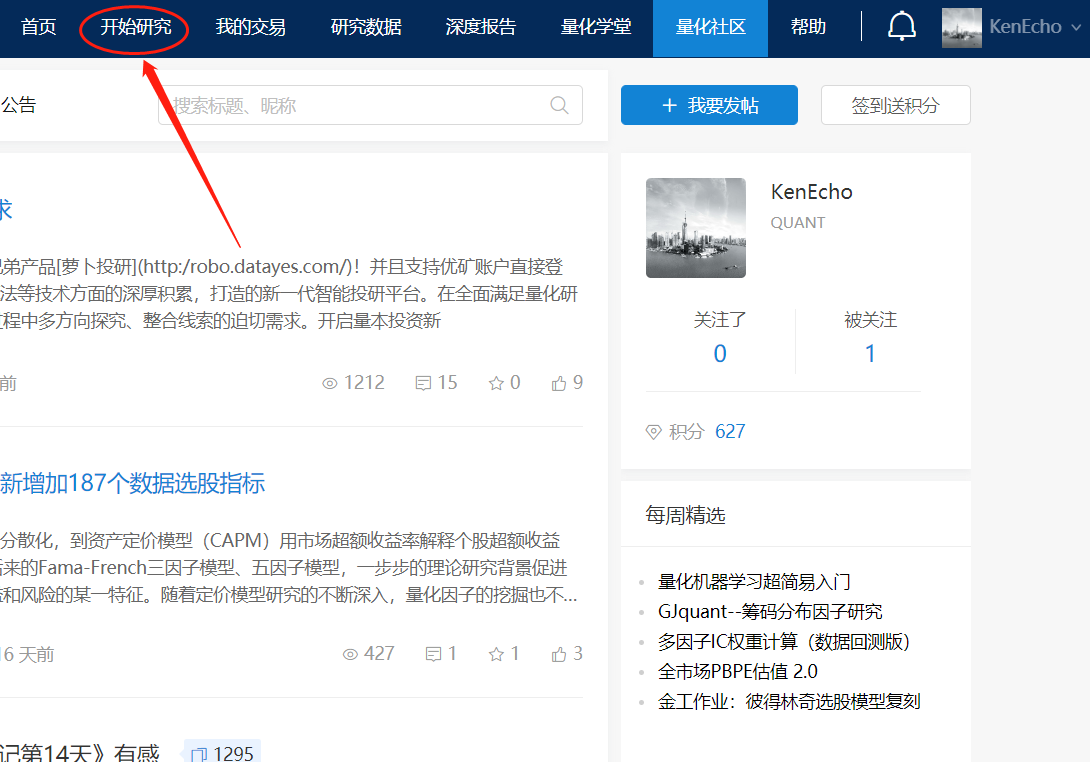 首页 开始研究 我的交易 研究数据 深度报告 量化学堂 量化社区 帮助 KenEcho
公告
搜索标题、昵称
+ 我要发帖
签到送积分
求
兄弟产品[萝卜投研](http:/robo.datayes.com/)！并且支持优矿账户直接登
法等技术方面的深厚积累，打造的新一代智能投研平台。在全面满足量化研
过程中多方向探究、整合线索的迫切需求。开启量本投资新
前 1212 15 0 9
新增加187个数据选股指标
分散化，到资产定价模型（CAPM）用市场超额收益率解释个股超额收益
后来的Fama-French三因子模型、五因子模型，一步步的理论研究背景促进
益和风险的某一特征。随着定价模型研究的不断深入，量化因子的挖掘也不...
16 天前 427 1 1 3
记第14天》有感 1295
KenEcho
QUANT
关注了 被关注
0 1
积分 627
每周精选
量化机器学习超简易入门
GJquant--筹码分布因子研究
多因子IC权重计算（数据回测版）
全市场PBPE估值 2.0
金工作业：彼得林奇选股模型复刻